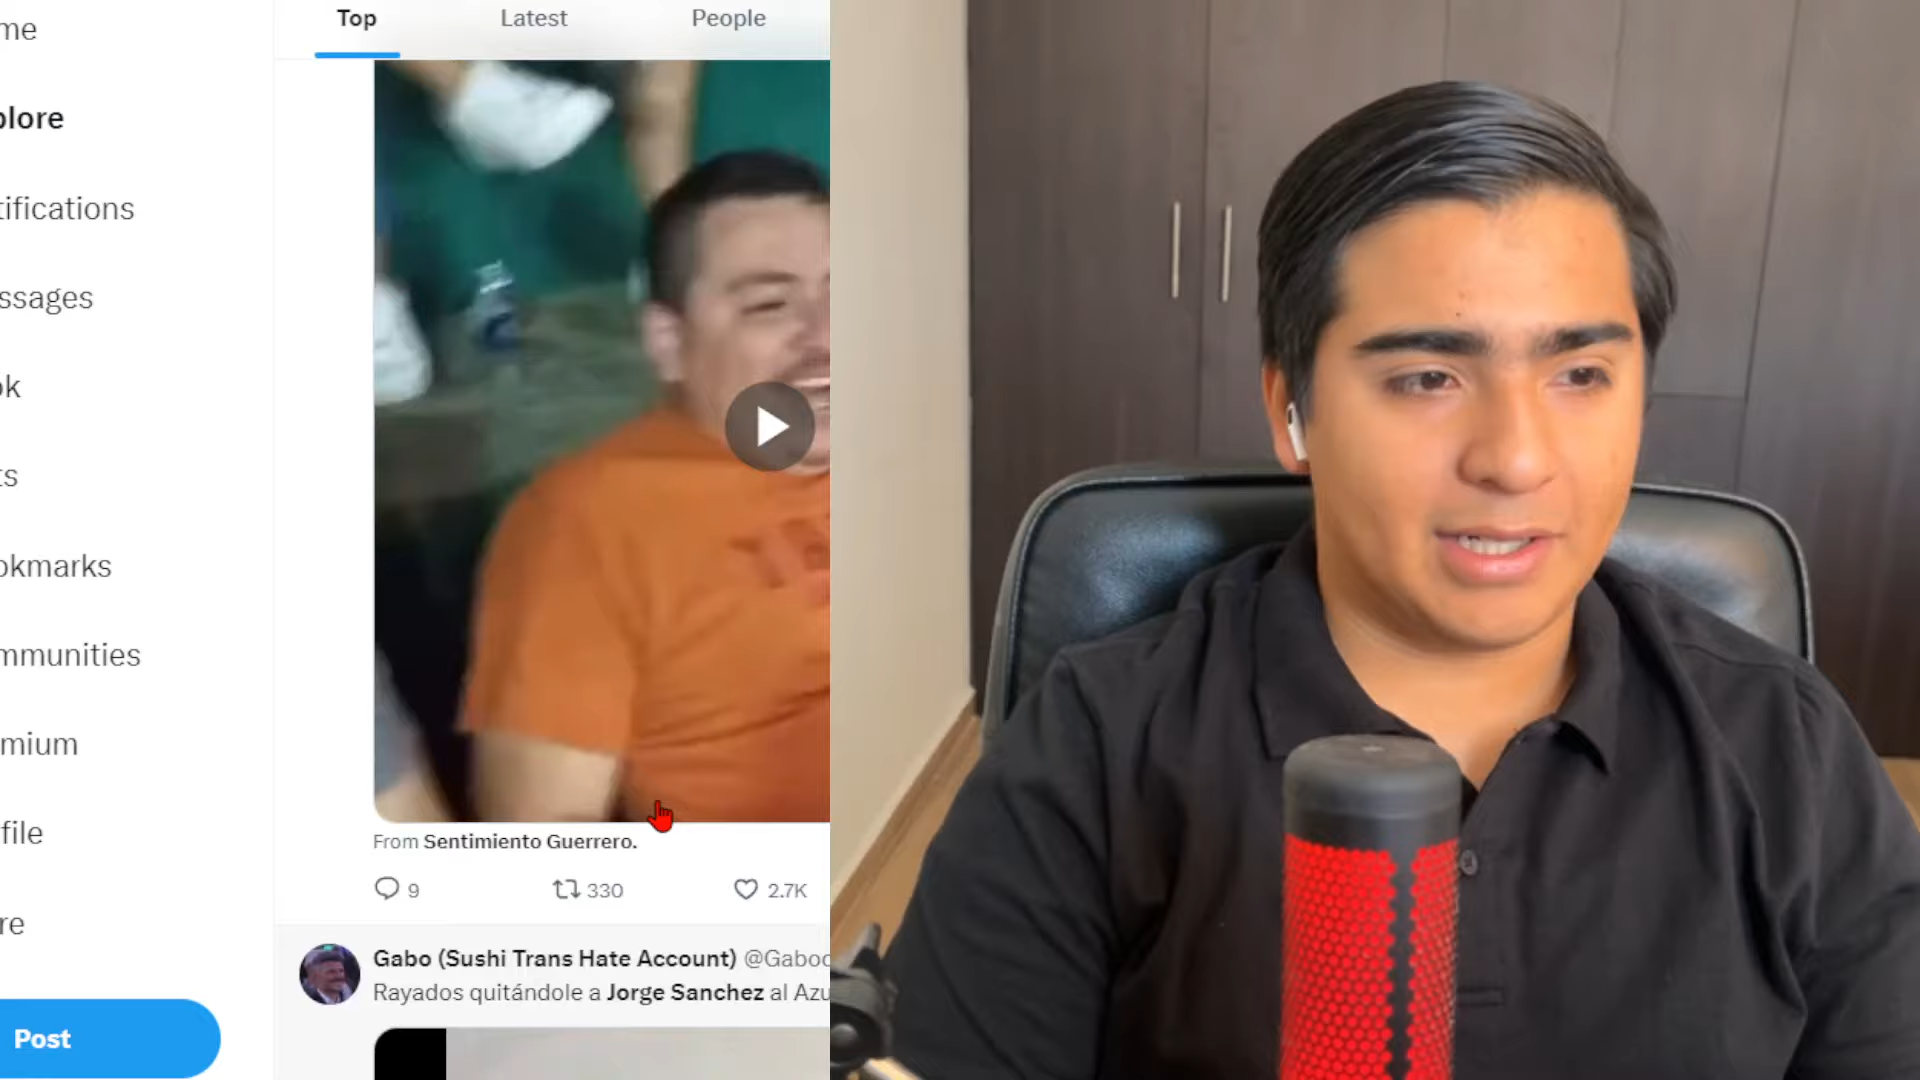 Top
Latest
People
me
plore
tifications
ssages
ok
ts
okmarks
mmunities
mium
file
re
Post
From Sentimiento Guerrero.
9
330
2.7K
Gabo (Sushi Trans Hate Account) @Gaboc
Rayados quitándole a Jorge Sanchez al Azu